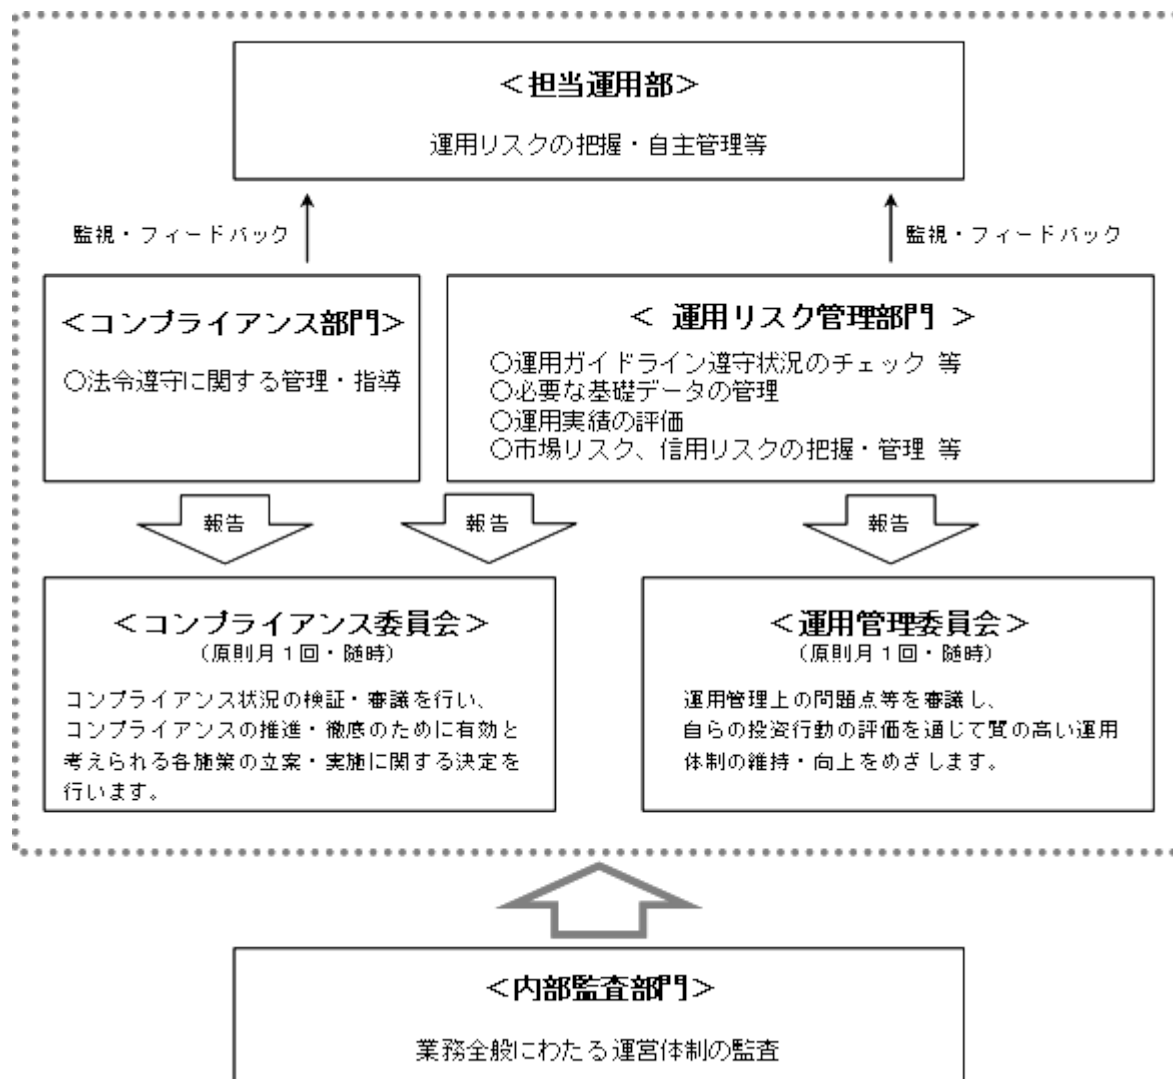 ＜担当運用部＞
運用リスクの把握・自主管理等
監視・フィードバック
監視・フィードバック
＜コンプライアンス部門＞
○法令遵守に関する管理・指導
＜ 運用リスク管理部門 ＞
○運用ガイドライン遵守状況のチェック 等
○必要な基礎データの管理
○運用実績の評価
○市場リスク、信用リスクの把握・管理 等
報告
報告
報告
＜コンプライアンス委員会＞
（原則月１回・随時）
コンプライアンス状況の検証・審議を行い、
コンプライアンスの推進・徹底のために有効と
考えられる各施策の立案・実施に関する決定を
行います。
＜運用管理委員会＞
（原則月１回・随時）
運用管理上の問題点等を審議し、
自らの投資行動の評価を通じて質の高い運用
体制の維持・向上をめざします。
＜内部監査部門＞
業務全般にわたる運営体制の監査